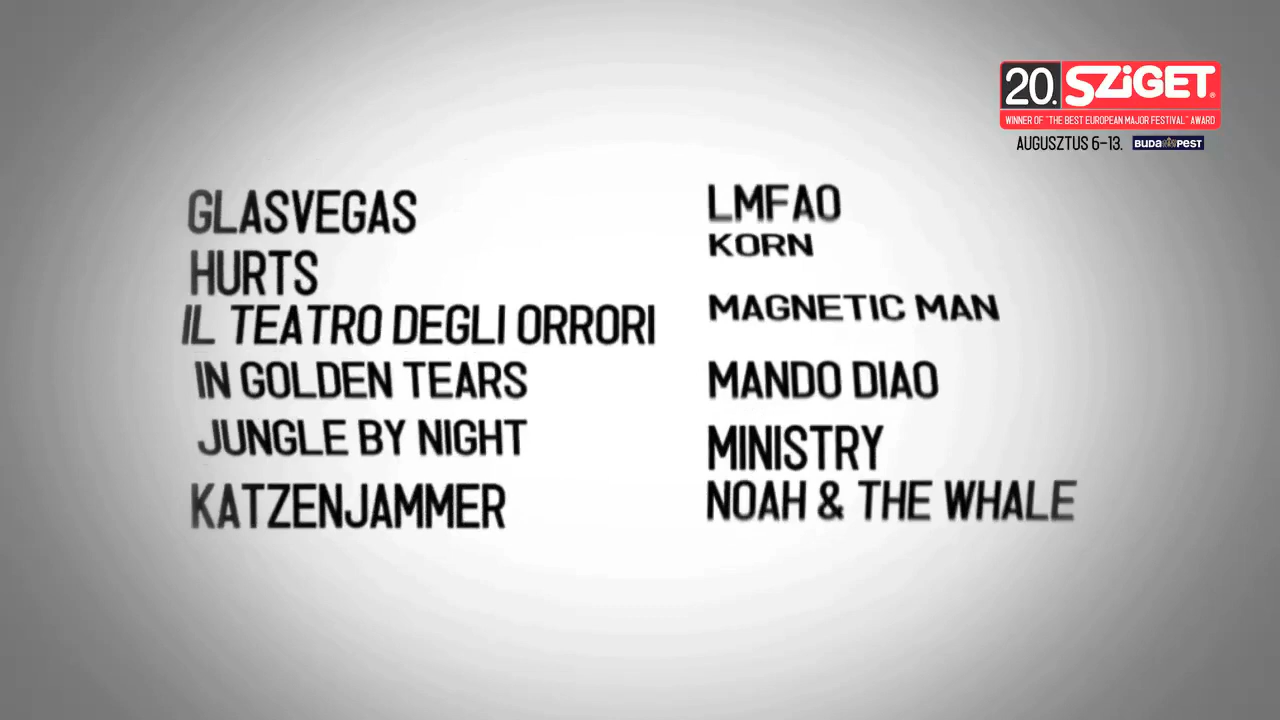 20. SZiGET®
WINNER OF "THE BEST EUROPEAN MAJOR FESTIVAL" AWARD
AUGUSZTUS 6-13. BUDAPEST
GLASVEGAS
HURTS
IL TEATRO DEGLI ORRORI
IN GOLDEN TEARS
JUNGLE BY NIGHT
KATZENJAMMER
LMFAO
KORN
MAGNETIC MAN
MANDO DIAO
MINISTRY
NOAH & THE WHALE